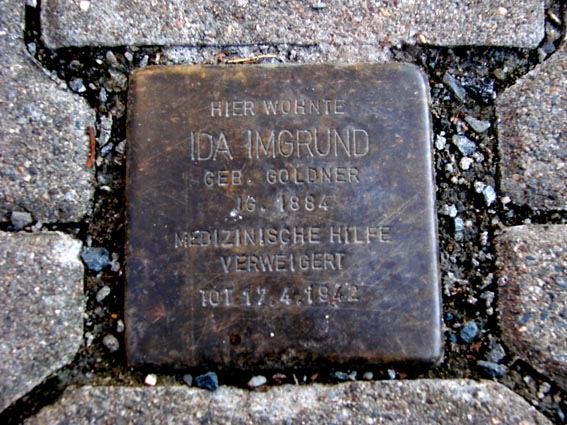 HIER WOHNTE
IDA IMGRUND
GEB. GOLDNER
JG. 1884
MEDIZINISCHE HILFE
VERWEIGERT
TOT 17.4.1942